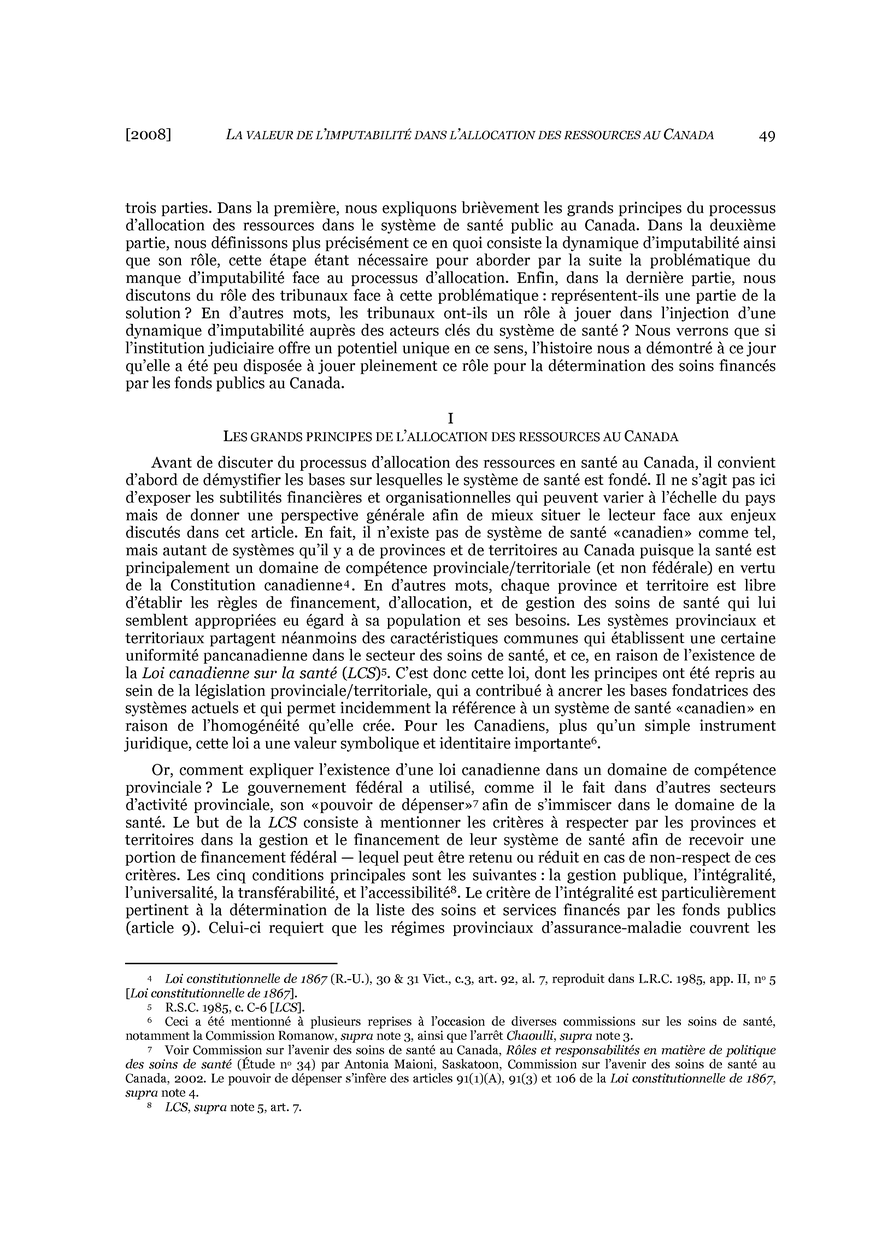 [2008] LA VALEUR DE L’IMPUTABILITÉ DANS L’ALLOCATION DES RESSOURCES AU CANADA 49
trois parties. Dans la première, nous expliquons brièvement les grands principes du processus
d’allocation des ressources dans le système de santé public au Canada. Dans la deuxième
partie, nous définissons plus précisément ce en quoi consiste la dynamique d’imputabilité ainsi
que son rôle, cette étape étant nécessaire pour aborder par la suite la problématique du
manque d’imputabilité face au processus d’allocation. Enfin, dans la dernière partie, nous
discutons du rôle des tribunaux face à cette problématique : représentent-ils une partie de la
solution ? En d’autres mots, les tribunaux ont-ils un rôle à jouer dans l’injection d’une
dynamique d’imputabilité auprès des acteurs clés du système de santé ? Nous verrons que si
l’institution judiciaire offre un potentiel unique en ce sens, l’histoire nous a démontré à ce jour
qu’elle a été peu disposée à jouer pleinement ce rôle pour la détermination des soins financés
par les fonds publics au Canada.
I
LES GRANDS PRINCIPES DE L’ALLOCATION DES RESSOURCES AU CANADA
Avant de discuter du processus d’allocation des ressources en santé au Canada, il convient
d’abord de démystifier les bases sur lesquelles le système de santé est fondé. Il ne s’agit pas ici
d’exposer les subtilités financières et organisationnelles qui peuvent varier à l’échelle du pays
mais de donner une perspective générale afin de mieux situer le lecteur face aux enjeux
discutés dans cet article. En fait, il n’existe pas de système de santé «canadien» comme tel,
mais autant de systèmes qu’il y a de provinces et de territoires au Canada puisque la santé est
principalement un domaine de compétence provinciale/territoriale (et non fédérale) en vertu
de la Constitution canadienne⁴. En d’autres mots, chaque province et territoire est libre
d’établir les règles de financement, d’allocation, et de gestion des soins de santé qui lui
semblent appropriées eu égard à sa population et ses besoins. Les systèmes provinciaux et
territoriaux partagent néanmoins des caractéristiques communes qui établissent une certaine
uniformité pancanadienne dans le secteur des soins de santé, et ce, en raison de l’existence de
la Loi canadienne sur la santé (LCS)⁵. C’est donc cette loi, dont les principes ont été repris au
sein de la législation provinciale/territoriale, qui a contribué à ancrer les bases fondatrices des
systèmes actuels et qui permet incidemment la référence à un système de santé «canadien» en
raison de l’homogénéité qu’elle crée. Pour les Canadiens, plus qu’un simple instrument
juridique, cette loi a une valeur symbolique et identitaire importante⁶.
Or, comment expliquer l’existence d’une loi canadienne dans un domaine de compétence
provinciale ? Le gouvernement fédéral a utilisé, comme il le fait dans d’autres secteurs
d’activité provinciale, son «pouvoir de dépenser»⁷ afin de s’immiscer dans le domaine de la
santé. Le but de la LCS consiste à mentionner les critères à respecter par les provinces et
territoires dans la gestion et le financement de leur système de santé afin de recevoir une
portion de financement fédéral — lequel peut être retenu ou réduit en cas de non-respect de ces
critères. Les cinq conditions principales sont les suivantes : la gestion publique, l’intégralité,
l’universalité, la transférabilité, et l’accessibilité⁸. Le critère de l’intégralité est particulièrement
pertinent à la détermination de la liste des soins et services financés par les fonds publics
(article 9). Celui-ci requiert que les régimes provinciaux d’assurance-maladie couvrent les
⁴ Loi constitutionnelle de 1867 (R.-U.), 30 & 31 Vict., c.3, art. 92, al. 7, reproduit dans L.R.C. 1985, app. II, nº 5
[Loi constitutionnelle de 1867].
⁵ R.S.C. 1985, c. C-6 [LCS].
⁶ Ceci a été mentionné à plusieurs reprises à l’occasion de diverses commissions sur les soins de santé,
notamment la Commission Romanow, supra note 3, ainsi que l’arrêt Chaoulli, supra note 3.
⁷ Voir Commission sur l’avenir des soins de santé au Canada, Rôles et responsabilités en matière de politique
des soins de santé (Étude nº 34) par Antonia Maioni, Saskatoon, Commission sur l’avenir des soins de santé au
Canada, 2002. Le pouvoir de dépenser s’infère des articles 91(1)(A), 91(3) et 106 de la Loi constitutionnelle de 1867,
supra note 4.
⁸ LCS, supra note 5, art. 7.